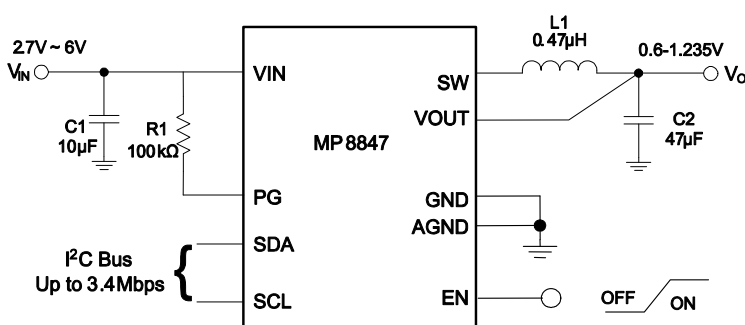 L1
0.47µH
2.7V ~ 6V
0.6-1.235V
VIN
VIN
SW
VO
C1
10µF
R1
100kΩ
VOUT
C2
47µF
MP8847
PG
GND
AGND
SDA
I²C Bus
Up to 3.4Mbps
SCL
EN
OFF
ON